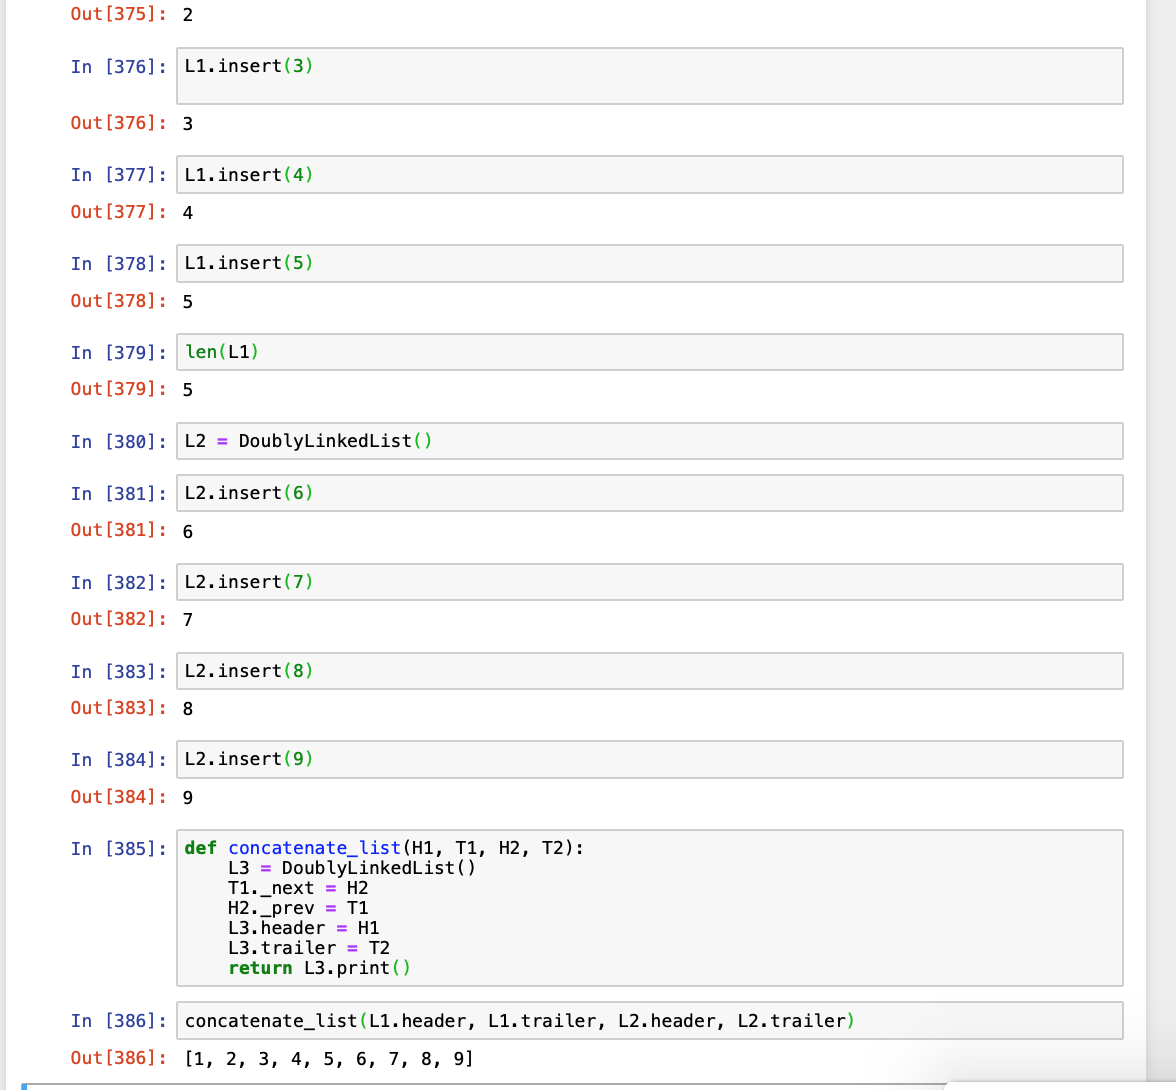 Out[375]: 2
In [376]: L1.insert(3)
Out[376]: 3
In [377]: L1.insert(4)
Out[377]: 4
In [378]: L1.insert(5)
Out[378]: 5
In [379]: len(L1)
Out[379]: 5
In [380]: L2 = DoublyLinkedList()
In [381]: L2.insert(6)
Out[381]: 6
In [382]: L2.insert(7)
Out[382]: 7
In [383]: L2.insert(8)
Out[383]: 8
In [384]: L2.insert(9)
Out[384]: 9
In [385]: def concatenate_list(H1, T1, H2, T2):
    L3 = DoublyLinkedList()
    T1._next = H2
    H2._prev = T1
    L3.header = H1
    L3.trailer = T2
    return L3.print()
In [386]: concatenate_list(L1.header, L1.trailer, L2.header, L2.trailer)
Out[386]: [1, 2, 3, 4, 5, 6, 7, 8, 9]